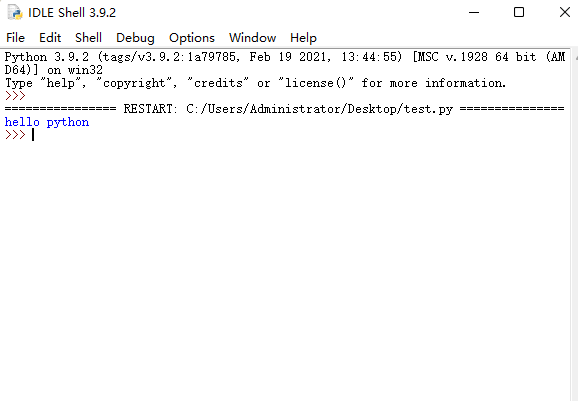 IDLE Shell 3.9.2
File Edit Shell Debug Options Window Help
Python 3.9.2 (tags/v3.9.2:1a79785, Feb 19 2021, 13:44:55) [MSC v.1928 64 bit (AM
D64)] on win32
Type "help", "copyright", "credits" or "license()" for more information.
>>>
================ RESTART: C:/Users/Administrator/Desktop/test.py ===============
hello python
>>>